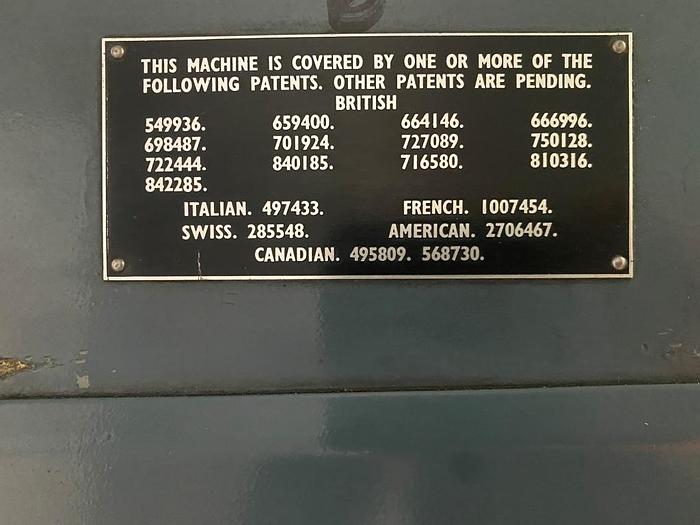 THIS MACHINE IS COVERED BY ONE OR MORE OF THE
FOLLOWING PATENTS. OTHER PATENTS ARE PENDING.
BRITISH
549936. 659400. 664146. 666996.
698487. 701924. 727089. 750128.
722444. 840185. 716580. 810316.
842285.
ITALIAN. 497433. FRENCH. 1007454.
SWISS. 285548. AMERICAN. 2706467.
CANADIAN. 495809. 568730.